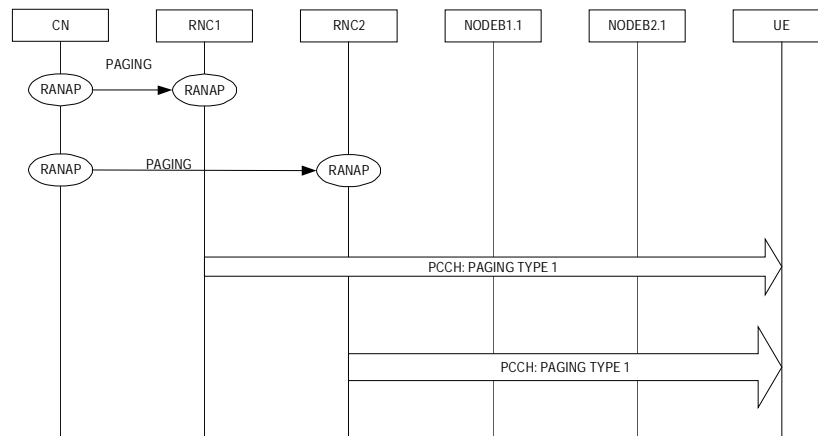 CN
RNC1
RNC2
NODEB1.1
NODEB2.1
UE
PAGING
RANAP
RANAP
RANAP
PAGING
RANAP
PCCH: PAGING TYPE 1
PCCH: PAGING TYPE 1